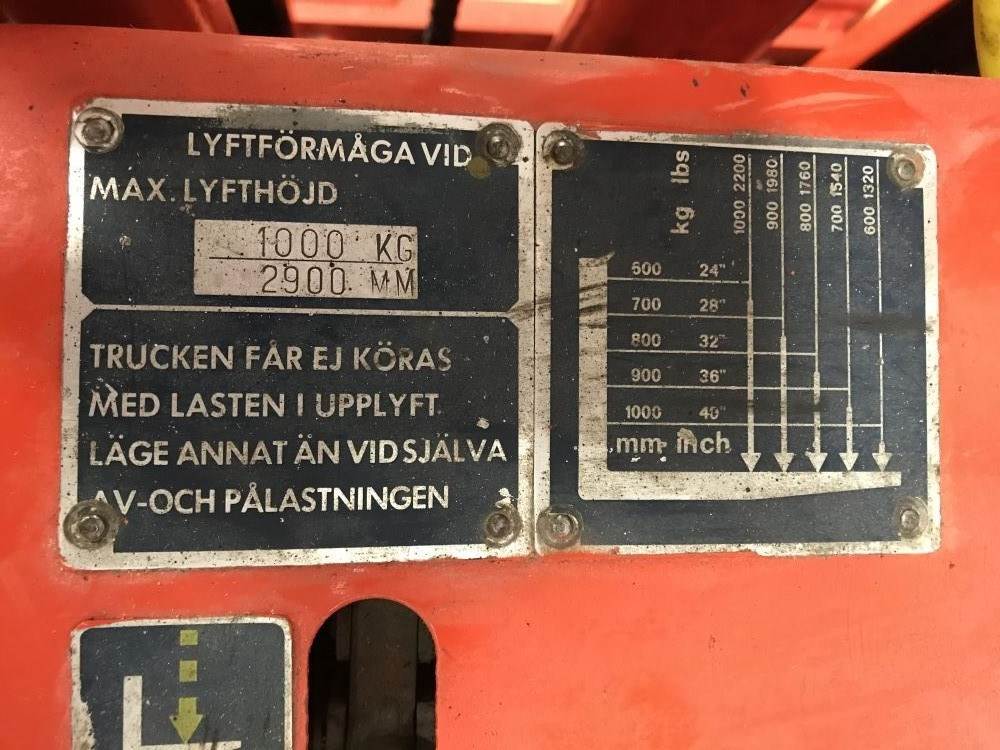 LYFTFÖRMÅGA VID
MAX. LYFTHÖJD
1000 KG
2900 MM
TRUCKEN FÅR EJ KÖRAS
MED LASTEN I UPPLYFT
LÄGE ANNAT ÄN VID SJÄLVA
AV-OCH PÅLASTNINGEN
kg lbs
1000 2200
900 1980
800 1760
700 1540
600 1320
600 24"
700 28"
800 32"
900 36"
1000 40"
mm inch